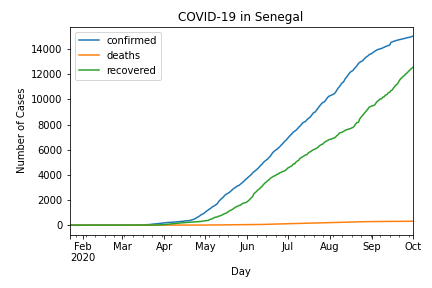 COVID-19 in Senegal
confirmed
deaths
recovered
Number of Cases
14000
12000
10000
8000
6000
4000
2000
0
Feb Mar Apr May Jun Jul Aug Sep Oct
2020
Day